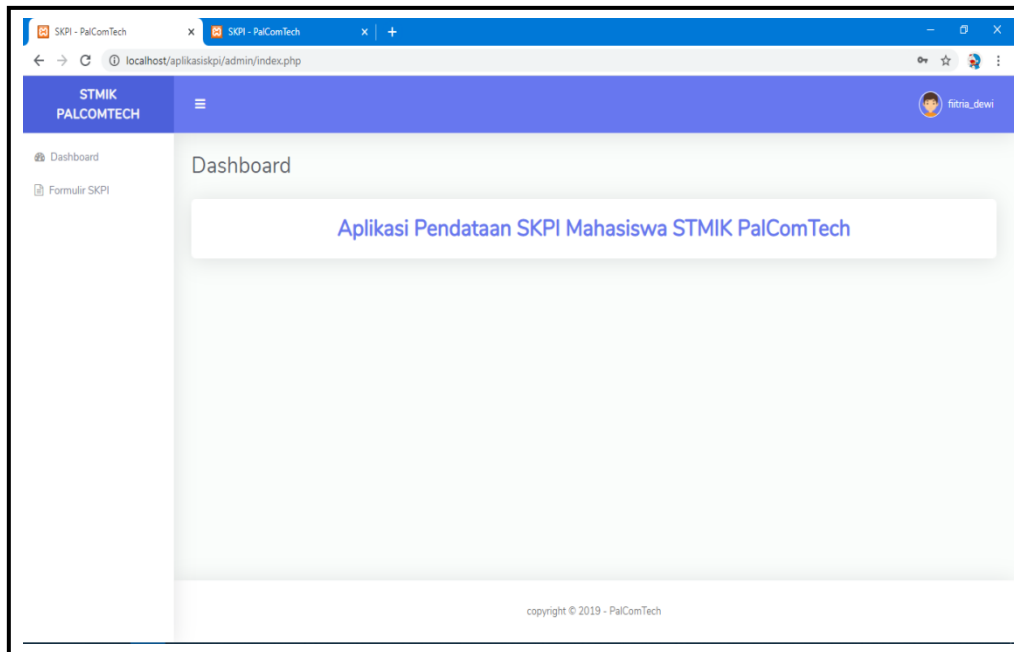 SKPI - PalComTech
SKPI - PalComTech
localhost/aplikasiskpi/admin/index.php
STMIK
PALCOMTECH
fiitria_dewi
Dashboard
Formulir SKPI
Dashboard
Aplikasi Pendataan SKPI Mahasiswa STMIK PalComTech
copyright © 2019 - PalComTech